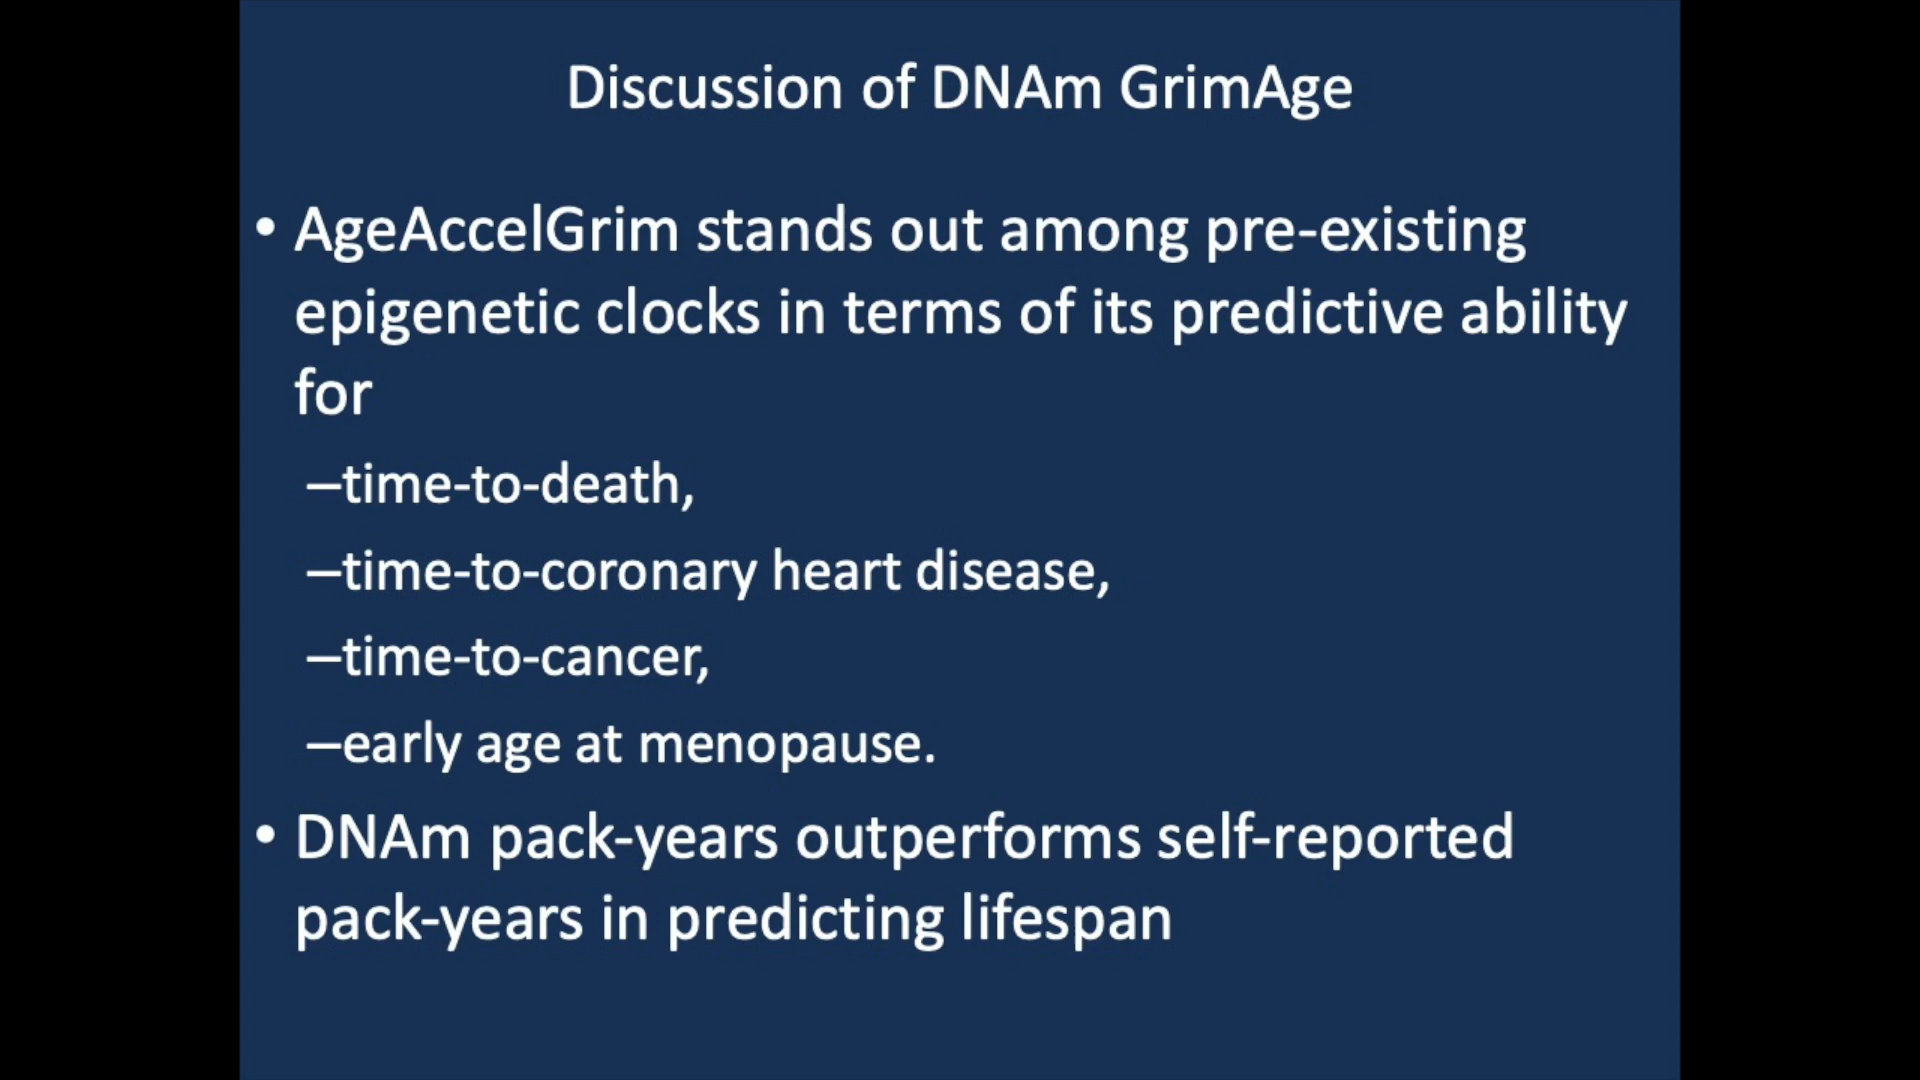 Discussion of DNAm GrimAge
• AgeAccelGrim stands out among pre-existing
epigenetic clocks in terms of its predictive ability
for
–time-to-death,
–time-to-coronary heart disease,
–time-to-cancer,
–early age at menopause.
• DNAm pack-years outperforms self-reported
pack-years in predicting lifespan